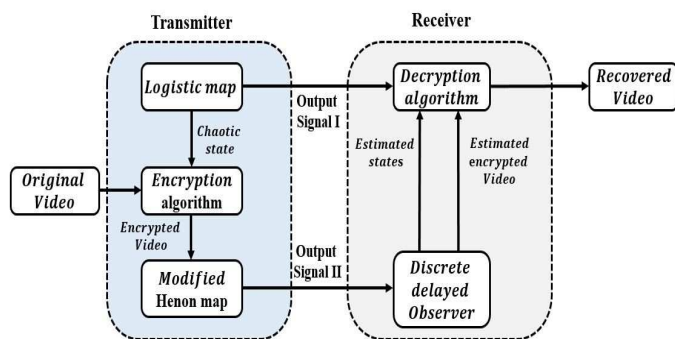 Transmitter
Receiver
Logistic map
Output
Signal I
Decryption
algorithm
Recovered
Video
Chaotic
state
Estimated
states
Estimated
encrypted
Video
Original
Video
Encryption
algorithm
Encrypted
Video
Modified
Henon map
Output
Signal II
Discrete
delayed
Observer